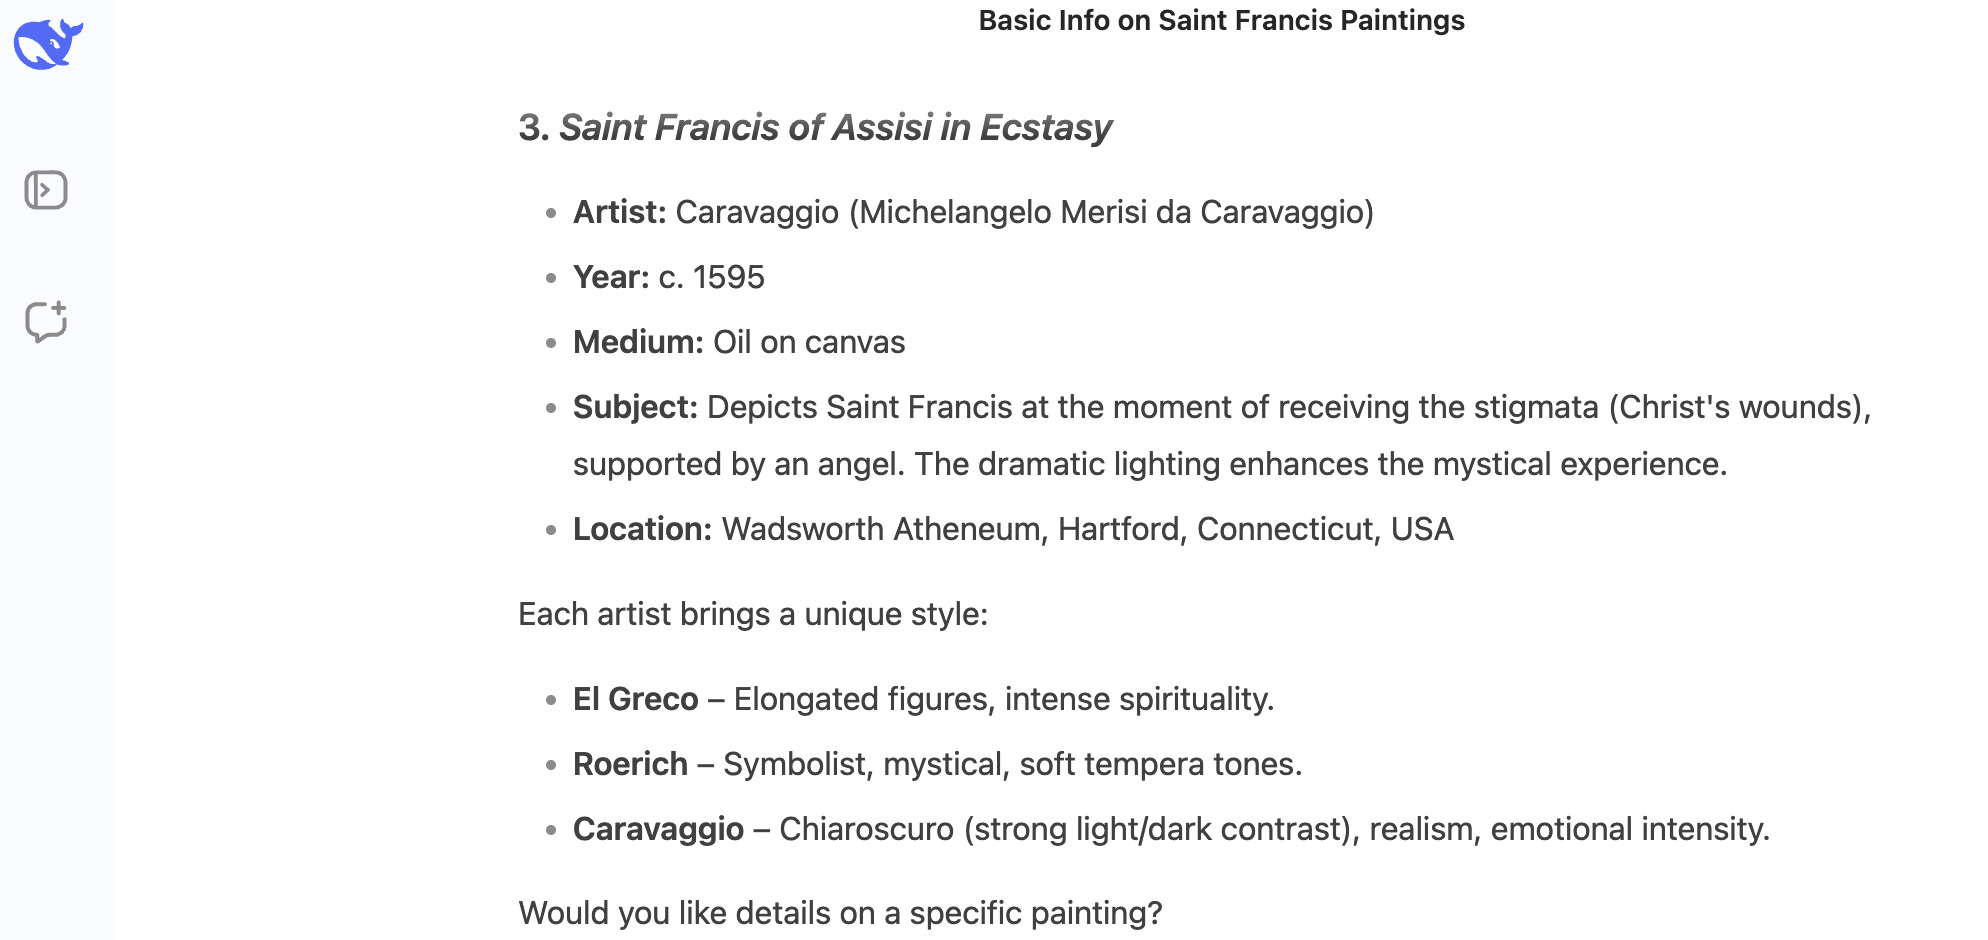 Basic Info on Saint Francis Paintings
3. Saint Francis of Assisi in Ecstasy
• Artist: Caravaggio (Michelangelo Merisi da Caravaggio)
• Year: c. 1595
• Medium: Oil on canvas
• Subject: Depicts Saint Francis at the moment of receiving the stigmata (Christ's wounds),
supported by an angel. The dramatic lighting enhances the mystical experience.
• Location: Wadsworth Atheneum, Hartford, Connecticut, USA
Each artist brings a unique style:
• El Greco – Elongated figures, intense spirituality.
• Roerich – Symbolist, mystical, soft tempera tones.
• Caravaggio – Chiaroscuro (strong light/dark contrast), realism, emotional intensity.
Would you like details on a specific painting?